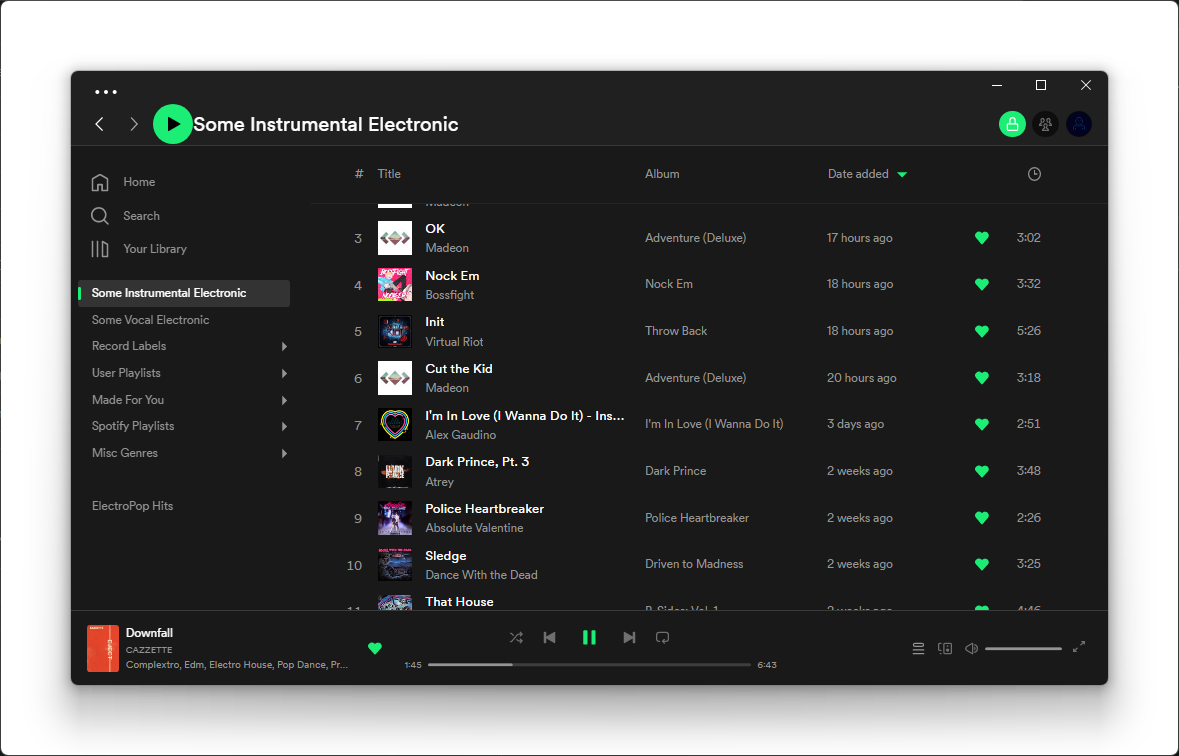 Some Instrumental Electronic
Home
Search
Your Library
Some Instrumental Electronic
Some Vocal Electronic
Record Labels
User Playlists
Made For You
Spotify Playlists
Misc Genres
ElectroPop Hits
# Title Album Date added
Madeon
3 OK Adventure (Deluxe) 17 hours ago 3:02
Madeon
4 Nock Em Nock Em 18 hours ago 3:32
Bossfight
5 Init Throw Back 18 hours ago 5:26
Virtual Riot
6 Cut the Kid Adventure (Deluxe) 20 hours ago 3:18
Madeon
7 I'm In Love (I Wanna Do It) - Ins... I'm In Love (I Wanna Do It) 3 days ago 2:51
Alex Gaudino
8 Dark Prince, Pt. 3 Dark Prince 2 weeks ago 3:48
Atrey
9 Police Heartbreaker Police Heartbreaker 2 weeks ago 2:26
Absolute Valentine
10 Sledge Driven to Madness 2 weeks ago 3:25
Dance With the Dead
11 That House B-Sides: Vol. 1 2 weeks ago 4:46
Downfall
CAZZETTE
Complextro, Edm, Electro House, Pop Dance, Pr...
1:45 6:43